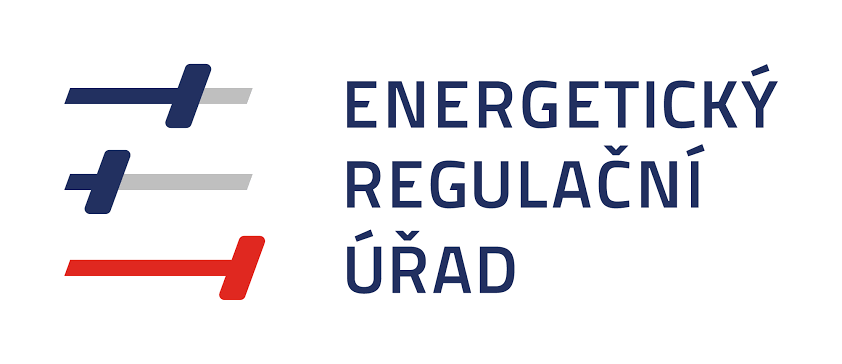 ENERGETICKÝ
REGULAČNÍ
ÚŘAD